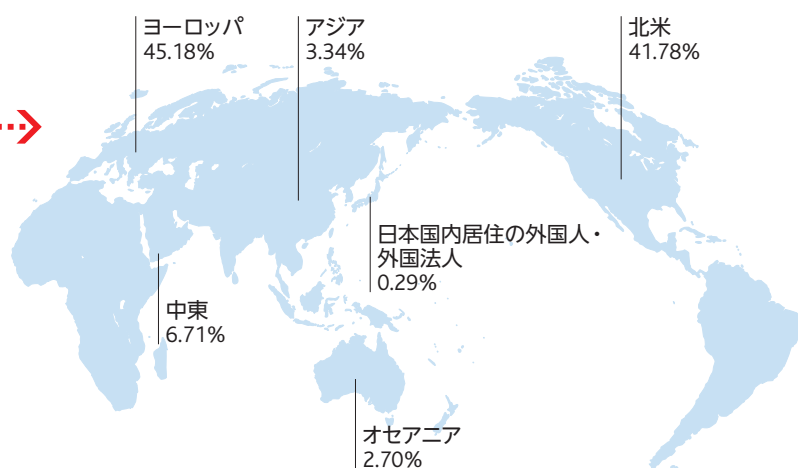 ヨーロッパ
45.18%
アジア
3.34%
北米
41.78%
日本国内居住の外国人・
外国法人
0.29%
中東
6.71%
オセアニア
2.70%